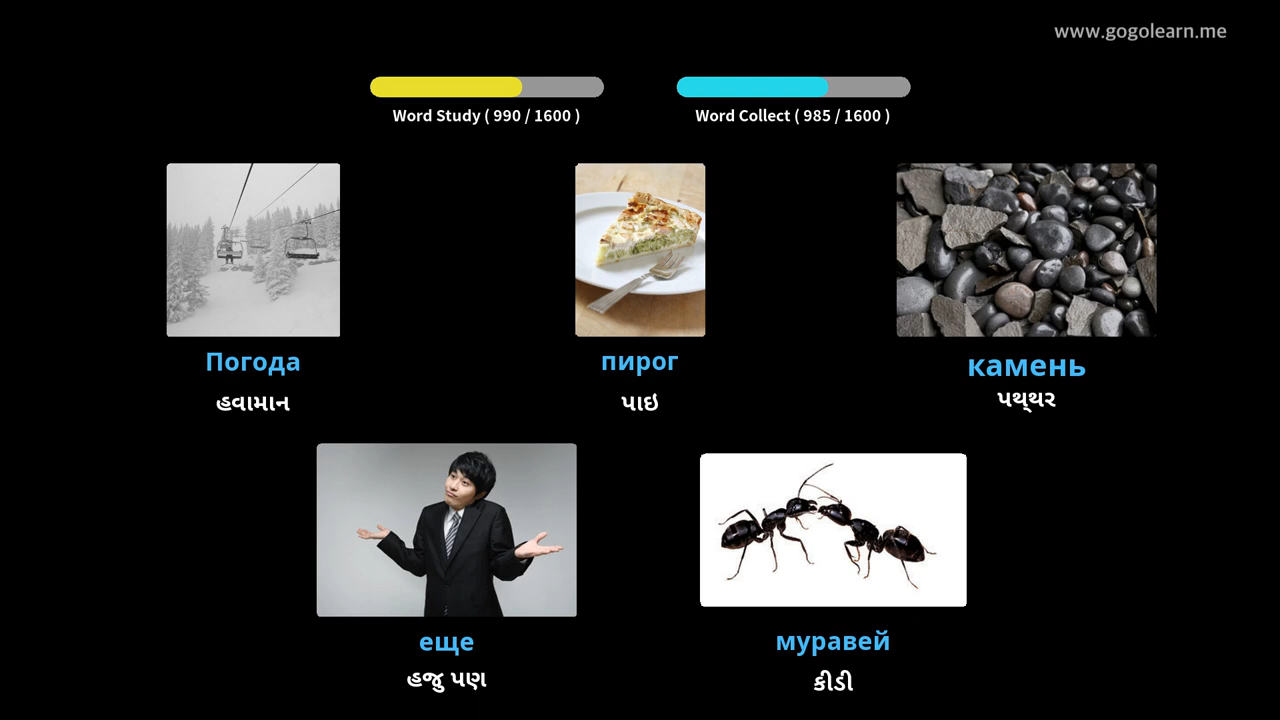 www.gogolearn.me
Word Study ( 990 / 1600 )
Word Collect ( 985 / 1600 )
Погода
пирог
камень
હવામાન
પાઇ
પથ્થર
еще
муравей
હજુ પણ
કીડી